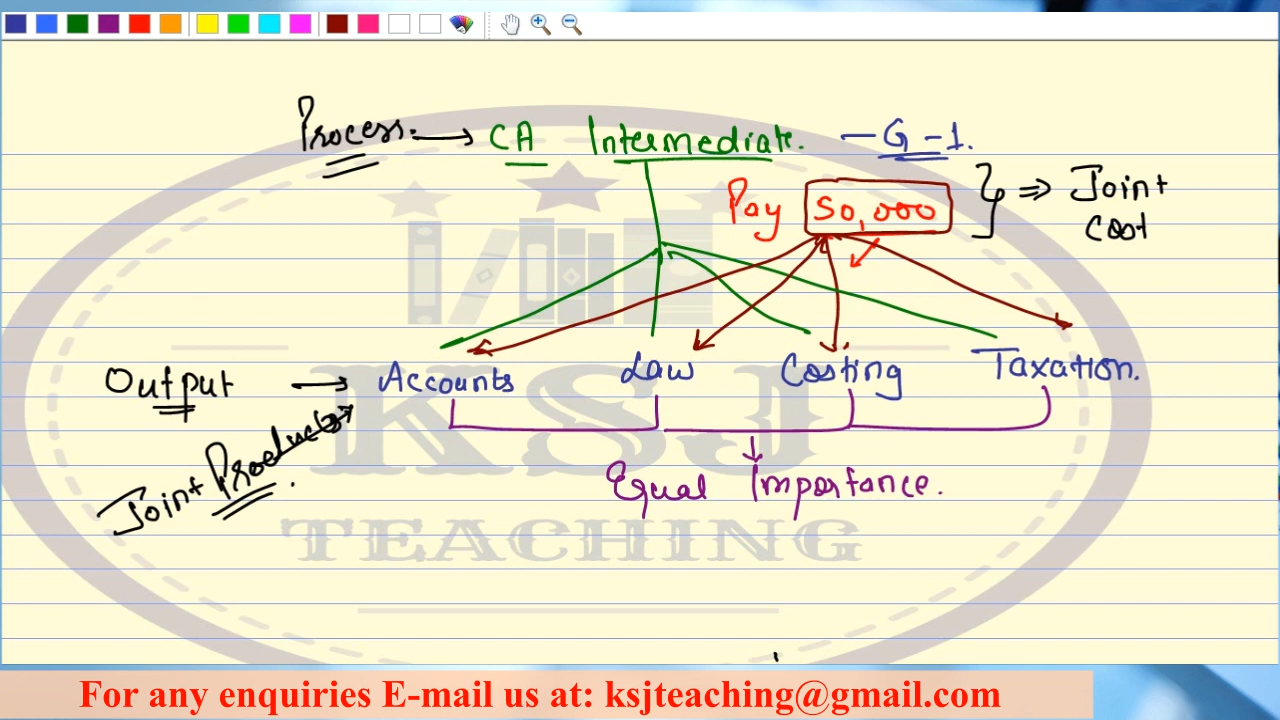 Process. → CA Intermediate. — G-1.
Pay 50,000 } ⇒ Joint
Cost
Output → Accounts Law Costing Taxation.
Joint Products.
Equal Importance.
KSJ
TEACHING
For any enquiries E-mail us at: ksjteaching@gmail.com